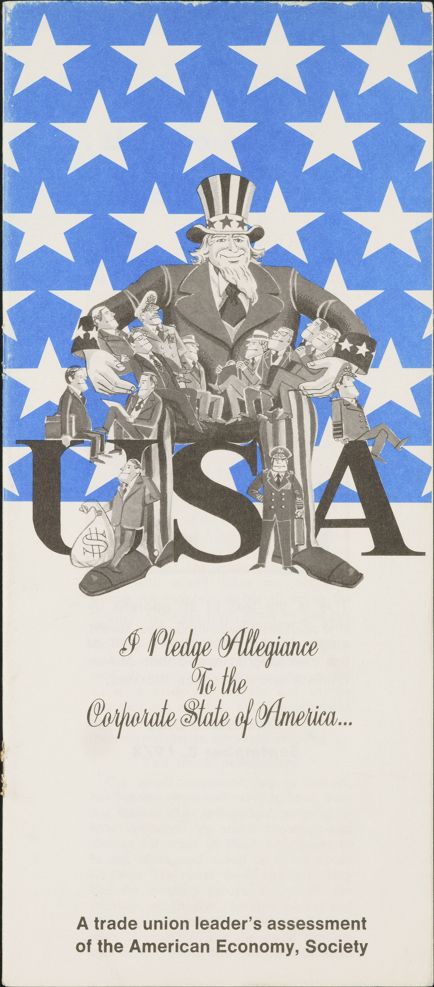 USA
$
I Pledge Allegiance
To the
Corporate State of America...
A trade union leader's assessment
of the American Economy, Society